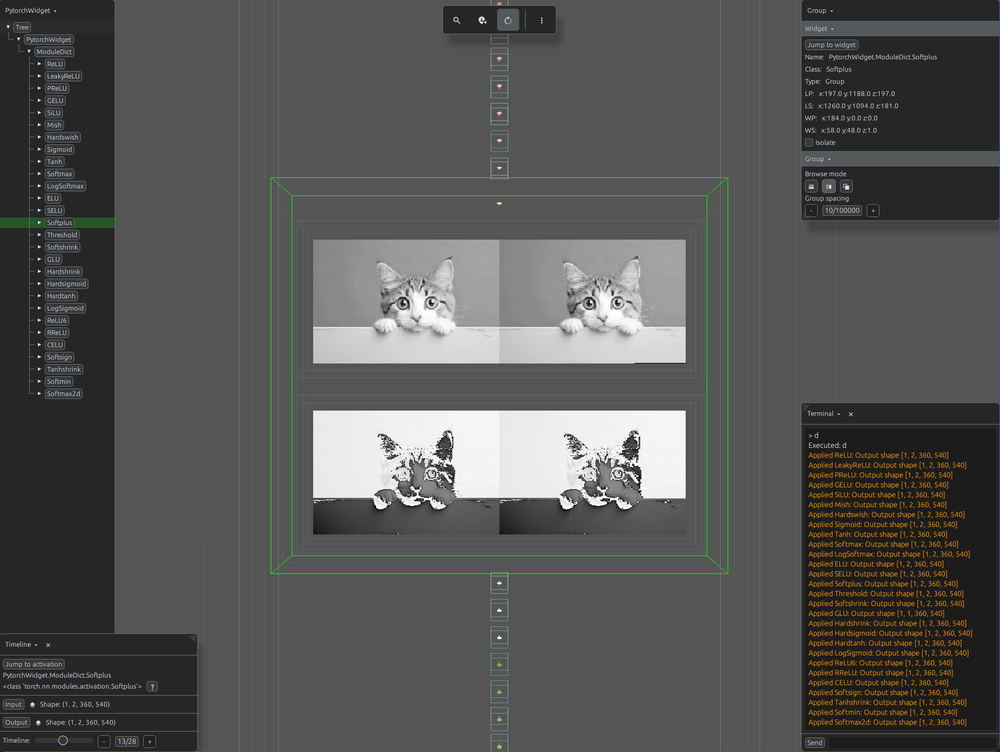 PytorchWidget
Tree
PytorchWidget
ModuleDict
ReLU
LeakyReLU
PReLU
GELU
SiLU
Mish
Hardswish
Sigmoid
Tanh
Softmax
LogSoftmax
ELU
SELU
Softplus
Threshold
Softshrink
GLU
Hardshrink
Hardsigmoid
Hardtanh
LogSigmoid
ReLU6
RReLU
CELU
Softsign
Tanhshrink
Softmin
Softmax2d
Timeline
Jump to activation
PytorchWidget.ModuleDict.Softplus
<class 'torch.nn.modules.activation.Softplus'> ?
Input Shape: (1, 2, 360, 540)
Output Shape: (1, 2, 360, 540)
Timeline: - 13/28 +
Group
Widget
Jump to widget
Name: PytorchWidget.ModuleDict.Softplus
Class: Softplus
Type: Group
LP: x:197.0 y:1188.0 z:197.0
LS: x:1260.0 y:1094.0 z:181.0
WP: x:184.0 y:0.0 z:0.0
WS: x:58.0 y:48.0 z:1.0
Isolate
Group
Browse mode
Group spacing
- 10/100000 +
Terminal
> d
Executed: d
Applied ReLU: Output shape [1, 2, 360, 540]
Applied LeakyReLU: Output shape [1, 2, 360, 540]
Applied PReLU: Output shape [1, 2, 360, 540]
Applied GELU: Output shape [1, 2, 360, 540]
Applied SiLU: Output shape [1, 2, 360, 540]
Applied Mish: Output shape [1, 2, 360, 540]
Applied Hardswish: Output shape [1, 2, 360, 540]
Applied Sigmoid: Output shape [1, 2, 360, 540]
Applied Tanh: Output shape [1, 2, 360, 540]
Applied Softmax: Output shape [1, 2, 360, 540]
Applied LogSoftmax: Output shape [1, 2, 360, 540]
Applied ELU: Output shape [1, 2, 360, 540]
Applied SELU: Output shape [1, 2, 360, 540]
Applied Softplus: Output shape [1, 2, 360, 540]
Applied Threshold: Output shape [1, 2, 360, 540]
Applied Softshrink: Output shape [1, 2, 360, 540]
Applied GLU: Output shape [1, 1, 360, 540]
Applied Hardshrink: Output shape [1, 2, 360, 540]
Applied Hardsigmoid: Output shape [1, 2, 360, 540]
Applied Hardtanh: Output shape [1, 2, 360, 540]
Applied LogSigmoid: Output shape [1, 2, 360, 540]
Applied ReLU6: Output shape [1, 2, 360, 540]
Applied RReLU: Output shape [1, 2, 360, 540]
Applied CELU: Output shape [1, 2, 360, 540]
Applied Softsign: Output shape [1, 2, 360, 540]
Applied Tanhshrink: Output shape [1, 2, 360, 540]
Applied Softmin: Output shape [1, 2, 360, 540]
Applied Softmax2d: Output shape [1, 2, 360, 540]
Send